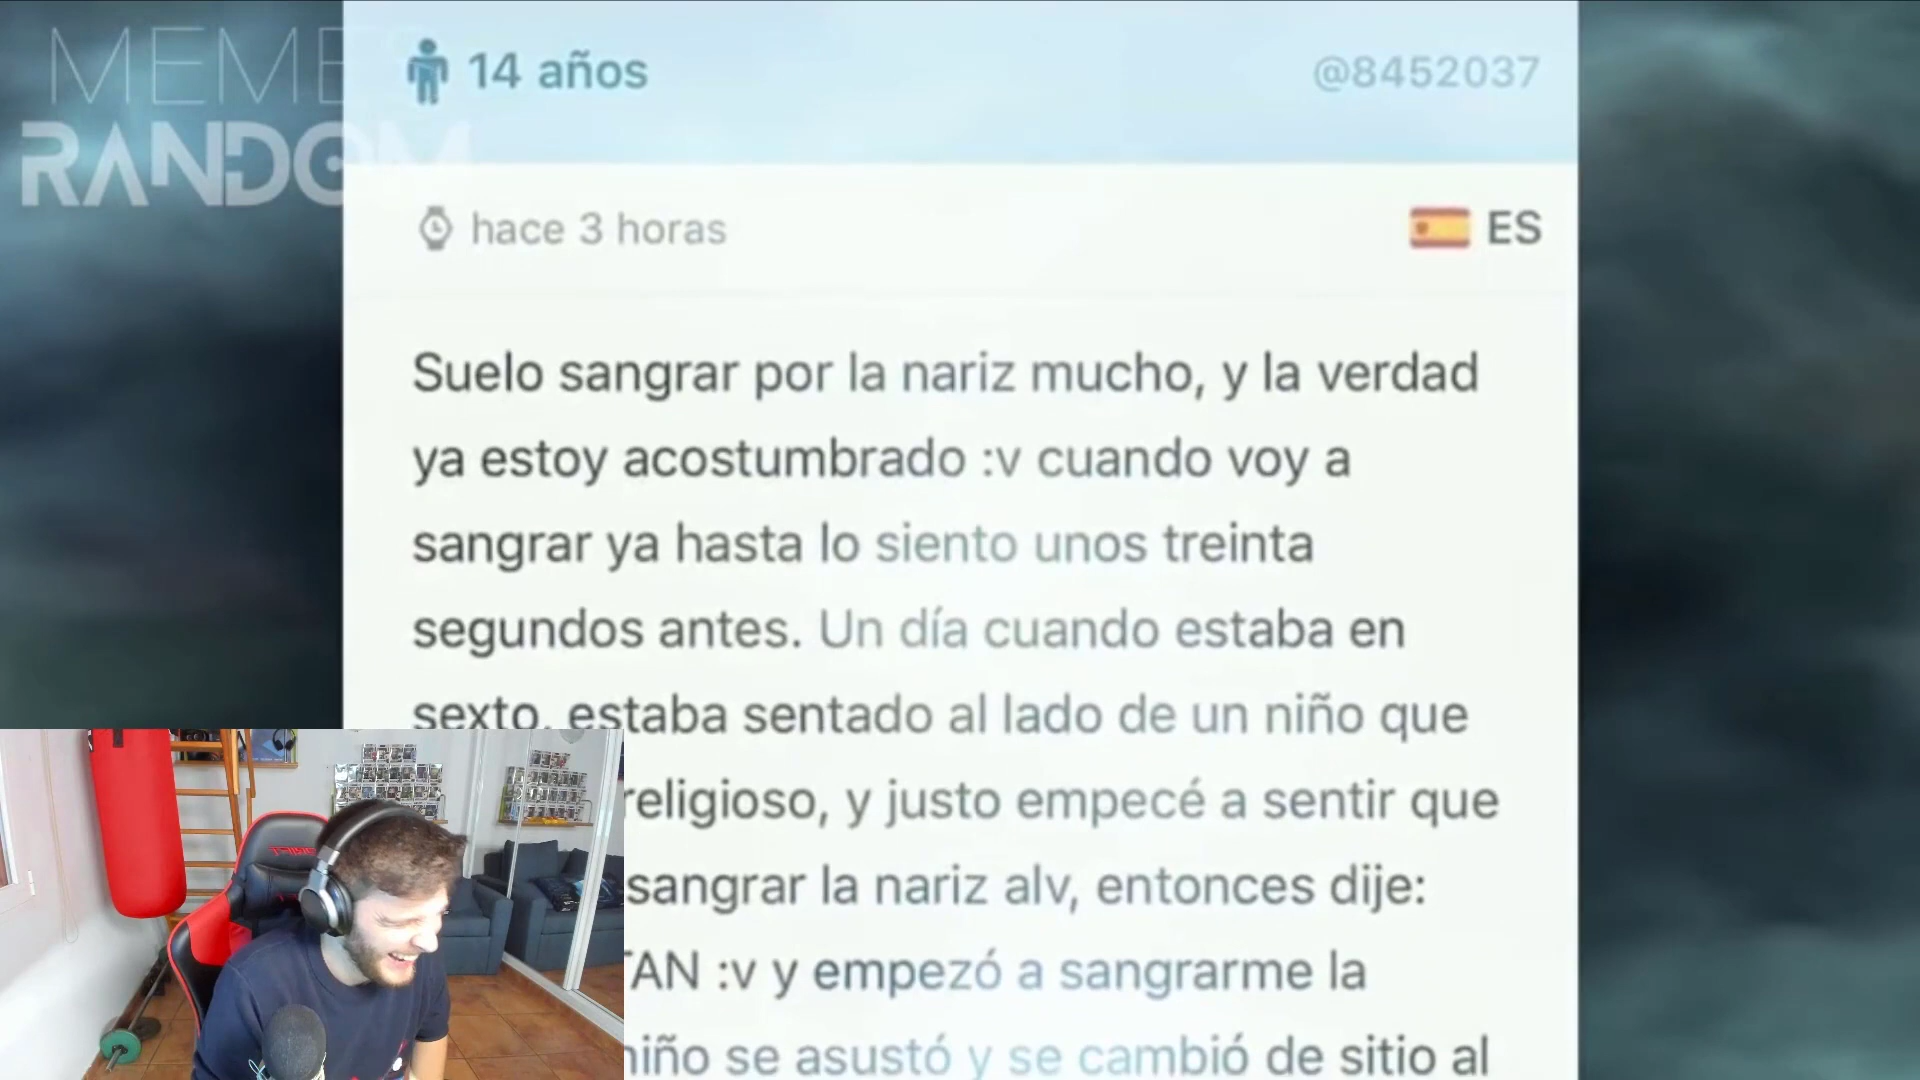 MEME
RANDOM
14 años
@8452037
hace 3 horas
ES
Suelo sangrar por la nariz mucho, y la verdad
ya estoy acostumbrado :v cuando voy a
sangrar ya hasta lo siento unos treinta
segundos antes. Un día cuando estaba en
sexto, estaba sentado al lado de un niño que
religioso, y justo empecé a sentir que
sangrar la nariz alv, entonces dije:
TAN :v y empezó a sangrarme la
niño se asustó y se cambió de sitio al